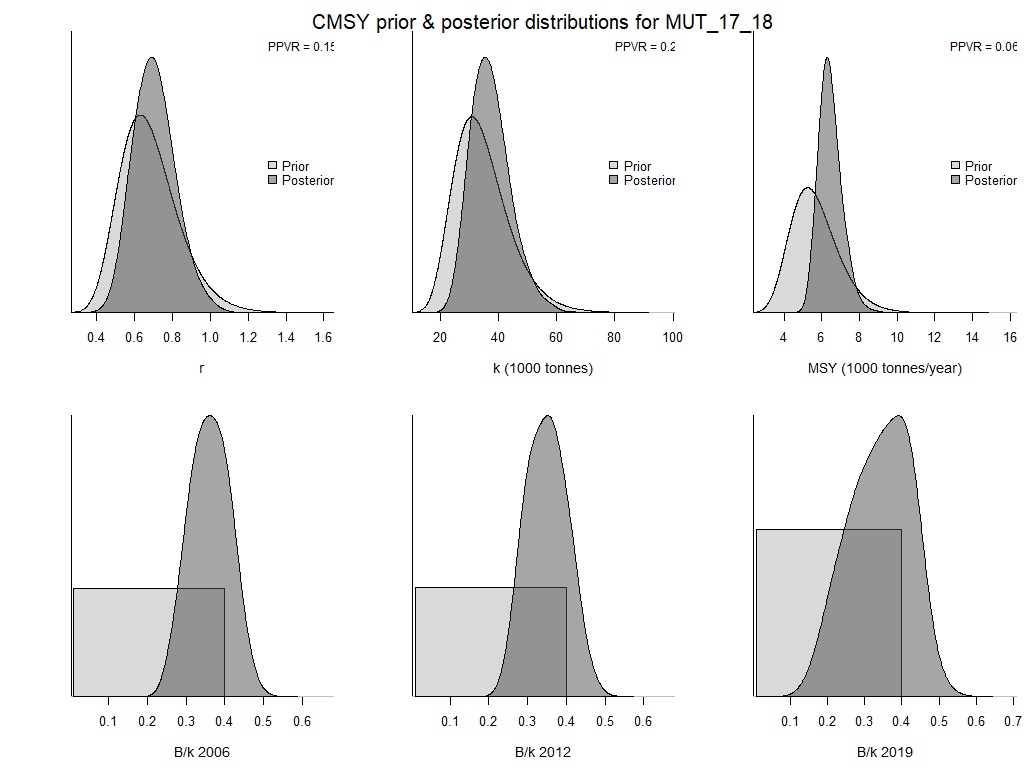 CMSY prior & posterior distributions for MUT_17_18
PPVR = 0.15
Prior
Posterior
0.4 0.6 0.8 1.0 1.2 1.4 1.6
r
PPVR = 0.2
Prior
Posterior
20 40 60 80 100
k (1000 tonnes)
PPVR = 0.06
Prior
Posterior
4 6 8 10 12 14 16
MSY (1000 tonnes/year)
0.1 0.2 0.3 0.4 0.5 0.6
B/k 2006
0.1 0.2 0.3 0.4 0.5 0.6
B/k 2012
0.1 0.2 0.3 0.4 0.5 0.6 0.7
B/k 2019